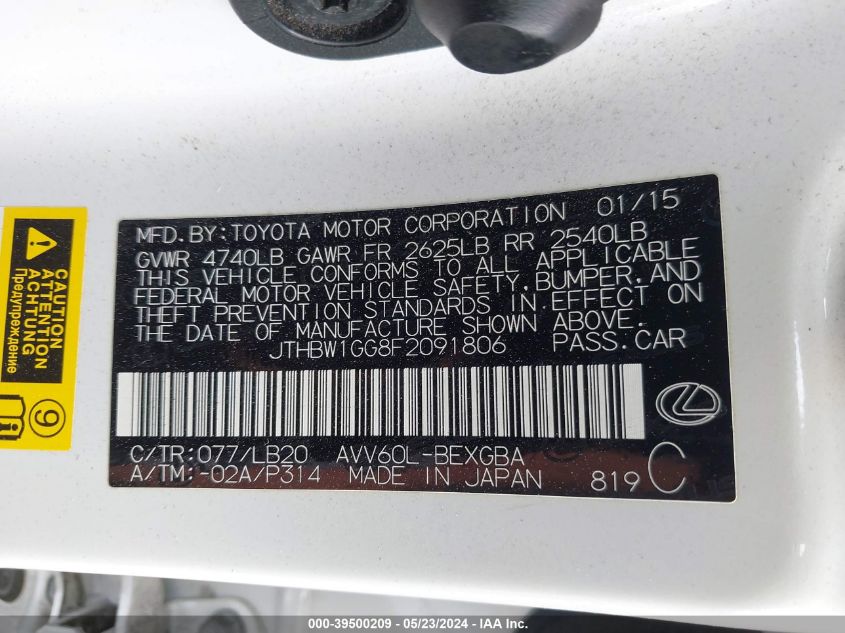 MFD. BY: TOYOTA MOTOR CORPORATION 01/15
GVWR 4740LB GAWR FR 2625LB RR 2540LB
THIS VEHICLE CONFORMS TO ALL APPLICABLE
FEDERAL MOTOR VEHICLE SAFETY, BUMPER, AND
THEFT PREVENTION STANDARDS IN EFFECT ON
THE DATE OF MANUFACTURE SHOWN ABOVE.
JTHBW1GG8F2091806 PASS. CAR
C/TR: 077/LB20 AVV60L-BEXGBA
A/TM: -02A/P314 MADE IN JAPAN 819 C
CAUTION
ATTENTION
ACHTUNG
Предупреждение
9
000-39500209 - 05/23/2024 - IAA Inc.